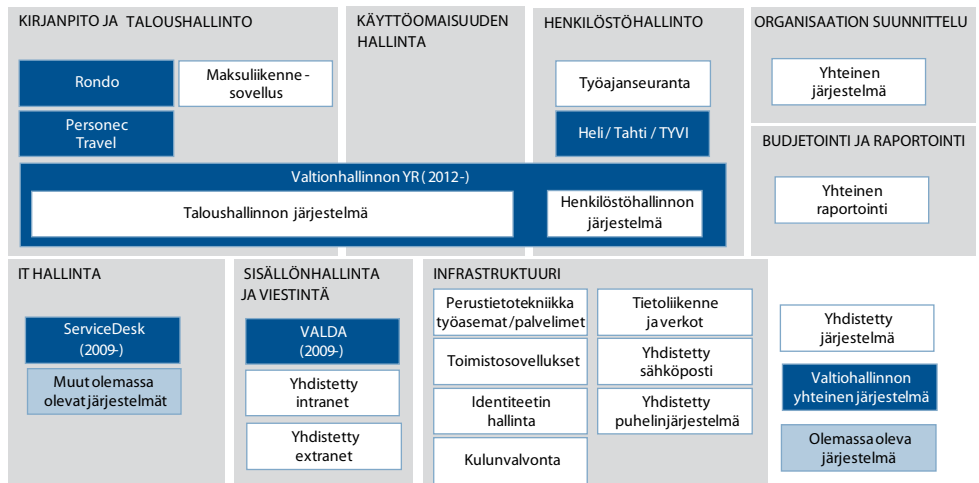 KIRJANPITO JA TALOUSHALLINTO
Rondo
Maksuliikenne-
sovellus
Personec
Travel
KÄYTTÖOMAISUUDEN
HALLINTA
HENKILÖSTÖHALLINTO
Työajanseuranta
Heli / Tahti / TYVI
Valtionhallinnon YR ( 2012-)
Taloushallinnon järjestelmä
Henkilöstöhallinnon
järjestelmä
ORGANISAATION SUUNNITTELU
Yhteinen
järjestelmä
BUDJETOINTI JA RAPORTOINTI
Yhteinen
raportointi
IT HALLINTA
ServiceDesk
(2009-)
Muut olemassa
olevat järjestelmät
SISÄLLÖNHALLINTA
JA VIESTINTÄ
VALDA
(2009-)
Yhdistetty
intranet
Yhdistetty
extranet
INFRASTRUKTUURI
Perustietotekniikka
työasemat/palvelimet
Tietoliikenne
ja verkot
Toimistosovellukset
Yhdistetty
sähköposti
Identiteetin
hallinta
Yhdistetty
puhelinjärjestelmä
Kulunvalvonta
Yhdistetty
järjestelmä
Valtiohallinnon
yhteinen järjestelmä
Olemassa oleva
järjestelmä